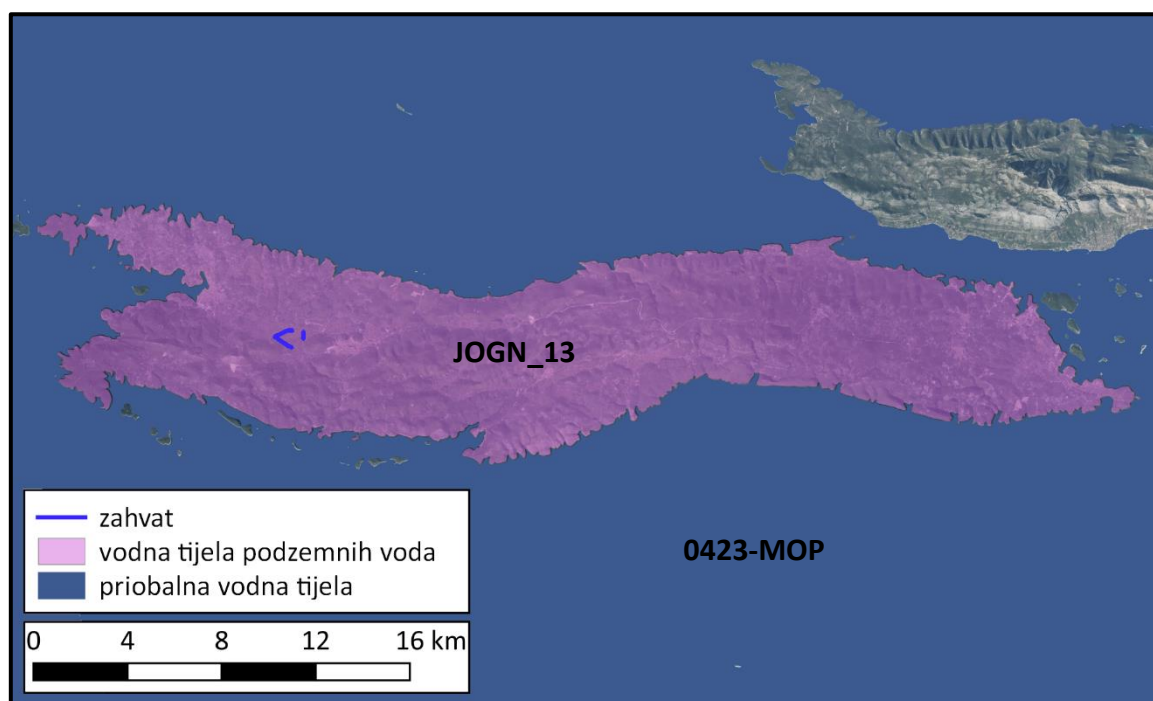 JOGN_13
0423-MOP
zahvat
vodna tijela podzemnih voda
priobalna vodna tijela
0 4 8 12 16 km